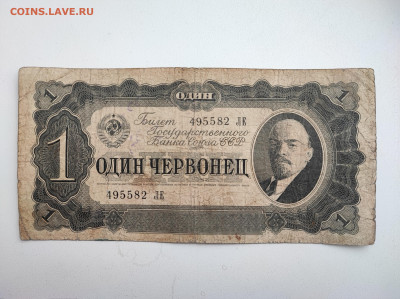 COINS.LAVE.RU
ОДИН
1 1
Билет 495582 ЛК
Государственного
Банка Союза ССР
1
ОДИН ЧЕРВОНЕЦ
495582 ЛК
1 1